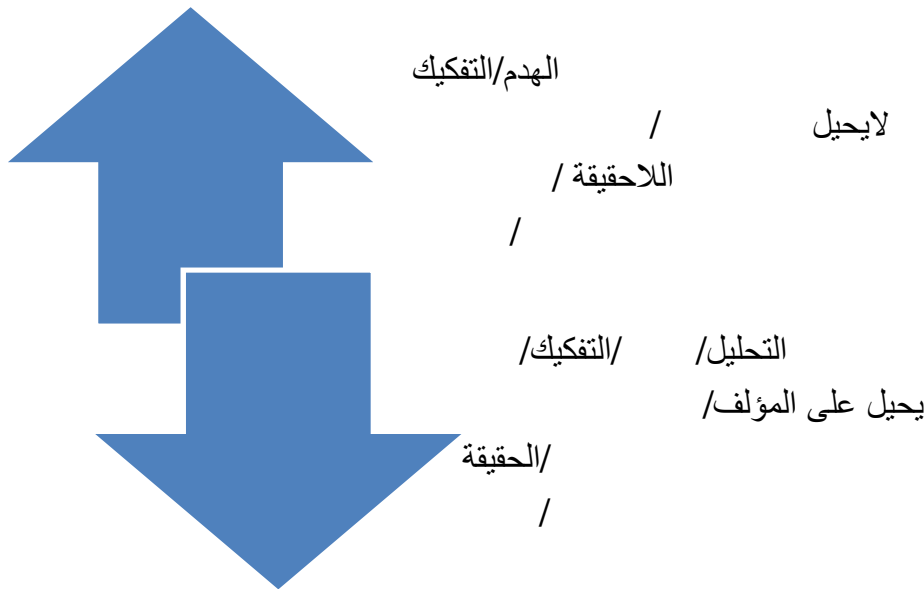 الهدم/التفكيك
لايحيل /
اللاحقيقة /
/
التحليل/ /التفكيك/
يحيل على المؤلف/
/الحقيقة
/